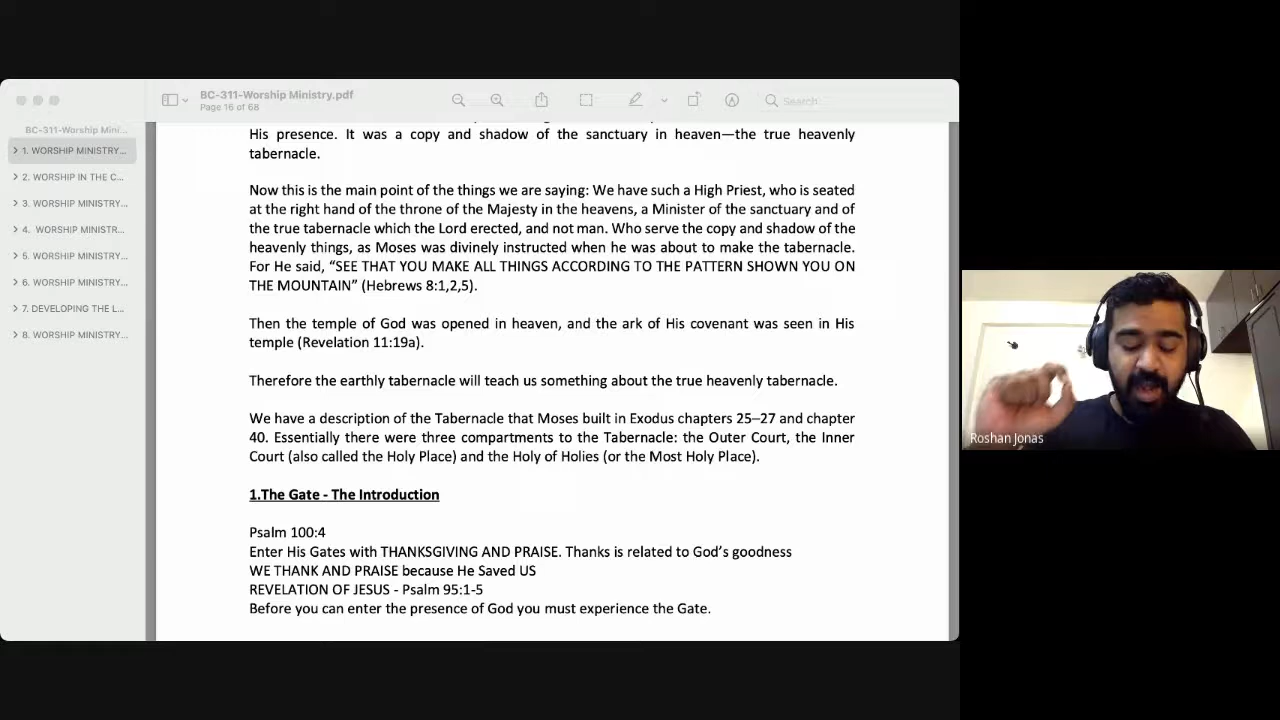 BC-311-Worship Ministry.pdf
Page 16 of 68
Search
BC-311-Worship Mini...
1. WORSHIP MINISTRY...
2. WORSHIP IN THE C...
3. WORSHIP MINISTRY...
4. WORSHIP MINISTR...
5. WORSHIP MINISTRY...
6. WORSHIP MINISTRY...
7. DEVELOPING THE L...
8. WORSHIP MINISTRY...
His presence. It was a copy and shadow of the sanctuary in heaven—the true heavenly
tabernacle.
Now this is the main point of the things we are saying: We have such a High Priest, who is seated
at the right hand of the throne of the Majesty in the heavens, a Minister of the sanctuary and of
the true tabernacle which the Lord erected, and not man. Who serve the copy and shadow of the
heavenly things, as Moses was divinely instructed when he was about to make the tabernacle.
For He said, “SEE THAT YOU MAKE ALL THINGS ACCORDING TO THE PATTERN SHOWN YOU ON
THE MOUNTAIN” (Hebrews 8:1,2,5).
Then the temple of God was opened in heaven, and the ark of His covenant was seen in His
temple (Revelation 11:19a).
Therefore the earthly tabernacle will teach us something about the true heavenly tabernacle.
We have a description of the Tabernacle that Moses built in Exodus chapters 25–27 and chapter
40. Essentially there were three compartments to the Tabernacle: the Outer Court, the Inner
Court (also called the Holy Place) and the Holy of Holies (or the Most Holy Place).
1.The Gate - The Introduction
Psalm 100:4
Enter His Gates with THANKSGIVING AND PRAISE. Thanks is related to God’s goodness
WE THANK AND PRAISE because He Saved US
REVELATION OF JESUS - Psalm 95:1-5
Before you can enter the presence of God you must experience the Gate.
Roshan Jonas